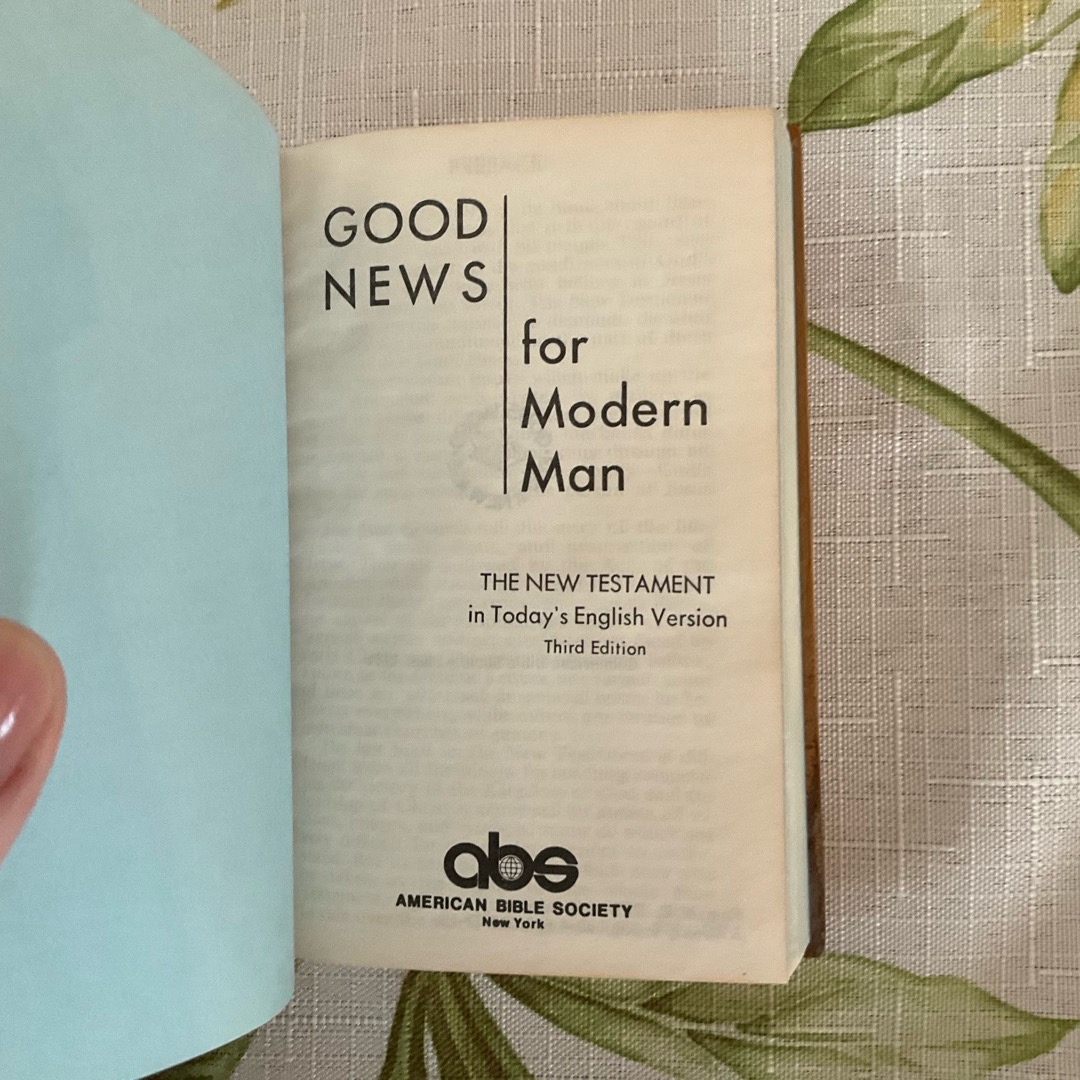 GOOD
NEWS
for
Modern
Man
THE NEW TESTAMENT
in Today's English Version
Third Edition
abs
AMERICAN BIBLE SOCIETY
New York